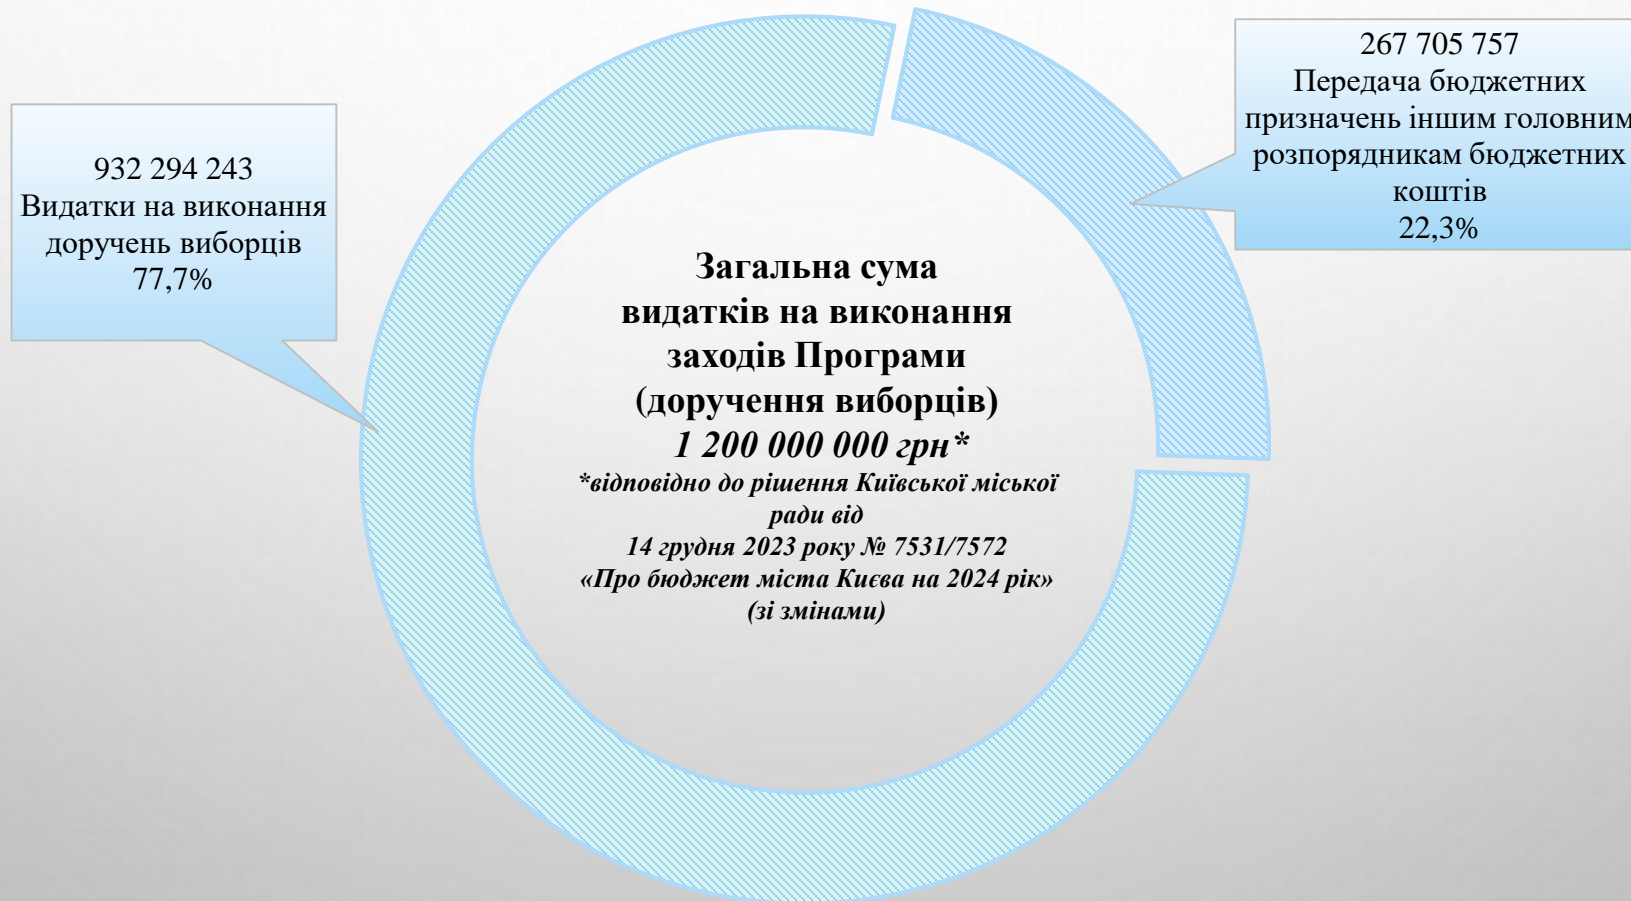 932 294 243
Видатки на виконання
доручень виборців
77,7%
267 705 757
Передача бюджетних
призначень іншим головним
розпорядникам бюджетних
коштів
22,3%
Загальна сума
видатків на виконання
заходів Програми
(доручення виборців)
1 200 000 000 грн*
*відповідно до рішення Київської міської
ради від
14 грудня 2023 року № 7531/7572
«Про бюджет міста Києва на 2024 рік»
(зі змінами)